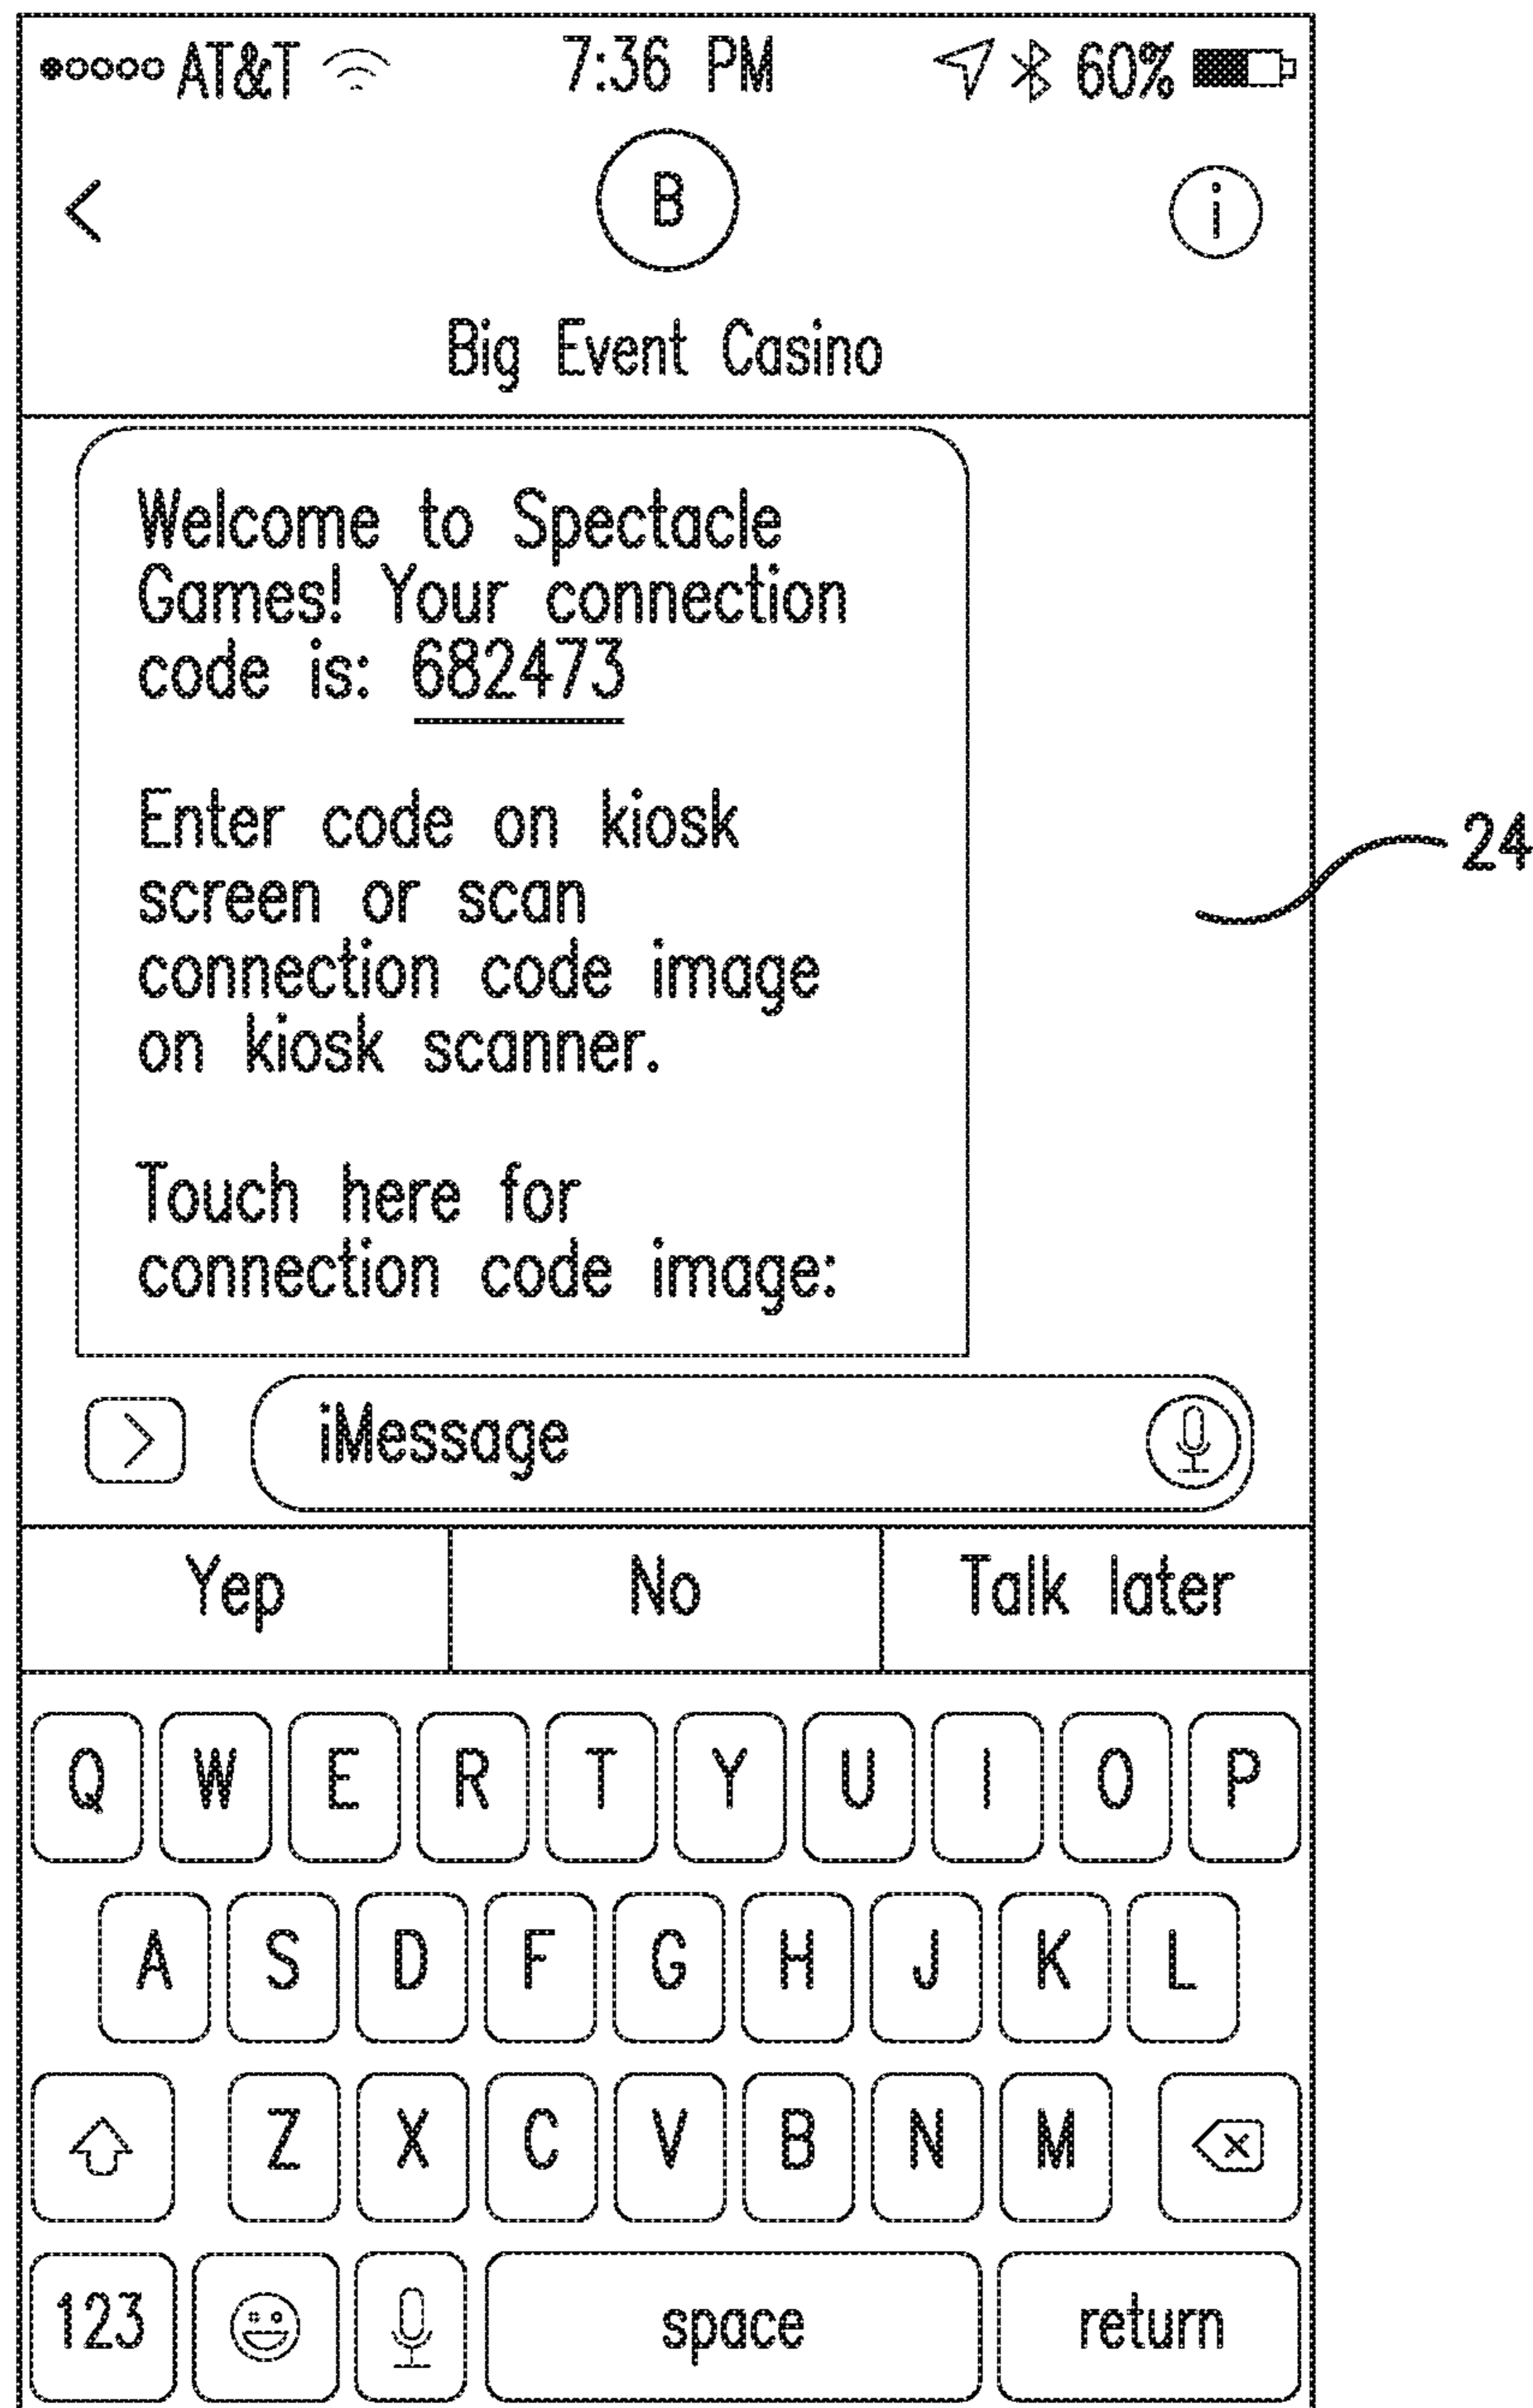 AT&T 7:36 PM 60%
B
i
Big Event Casino
Welcome to Spectacle
Games! Your connection
code is: 682473
Enter code on kiosk
screen or scan
connection code image
on kiosk scanner.
Touch here for
connection code image:
24
iMessage
Yep No Talk later
Q W E R T Y U I O P
A S D F G H J K L
Z X C V B N M
123 space return